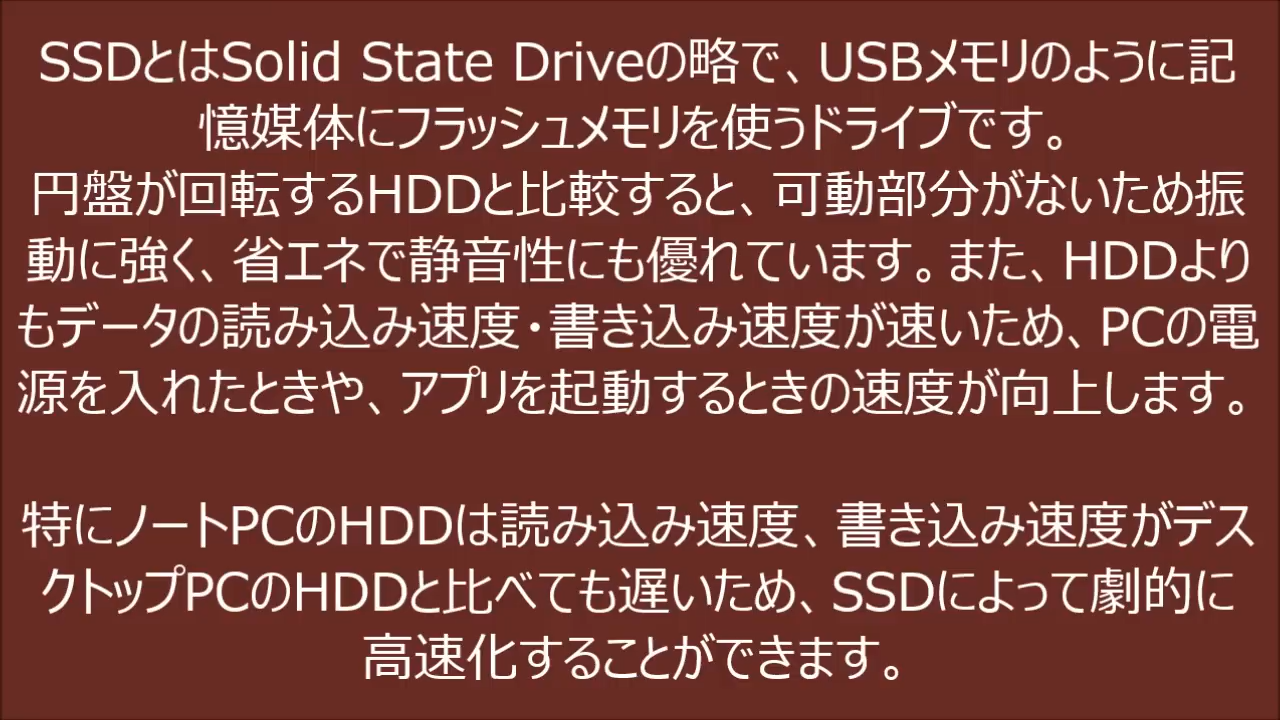 SSDとはSolid State Driveの略で、USBメモリのように記
憶媒体にフラッシュメモリを使うドライブです。
円盤が回転するHDDと比較すると、可動部分がないため振
動に強く、省エネで静音性にも優れています。また、HDDより
もデータの読み込み速度・書き込み速度が速いため、PCの電
源を入れたときや、アプリを起動するときの速度が向上します。
特にノートPCのHDDは読み込み速度、書き込み速度がデス
クトップPCのHDDと比べても遅いため、SSDによって劇的に
高速化することができます。